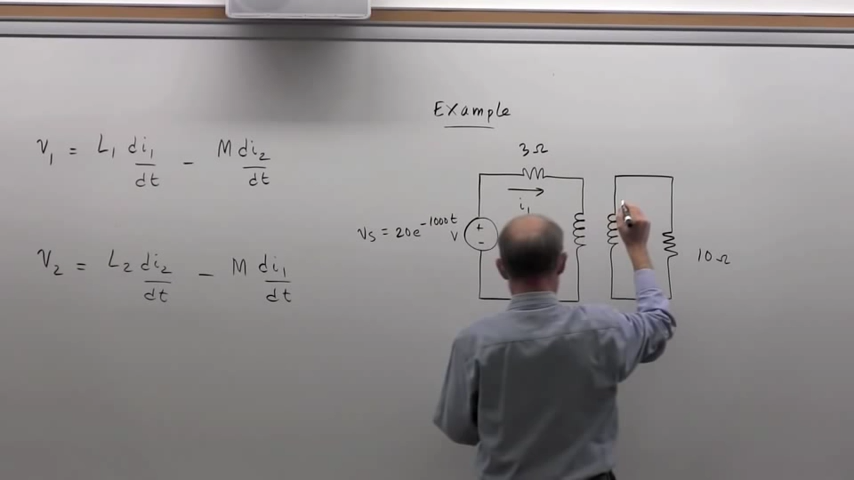 V₁ = L₁ di₁/dt - M di₂/dt
V₂ = L₂ di₂/dt - M di₁/dt
Example
3Ω
i₁
Vs = 20e^-1000t V
+
-
10Ω